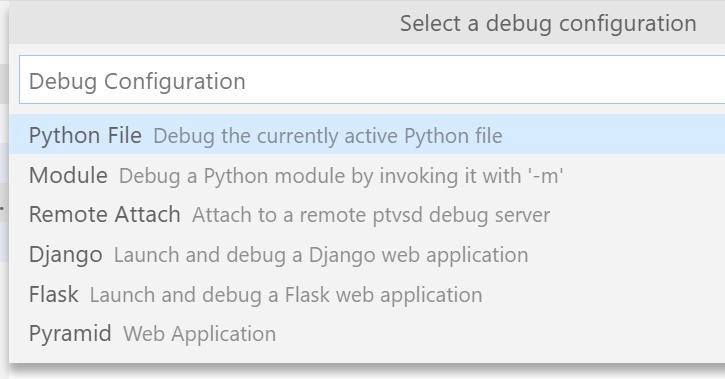 Select a debug configuration
Debug Configuration
Python File Debug the currently active Python file
Module Debug a Python module by invoking it with '-m'
Remote Attach Attach to a remote ptvsd debug server
Django Launch and debug a Django web application
Flask Launch and debug a Flask web application
Pyramid Web Application